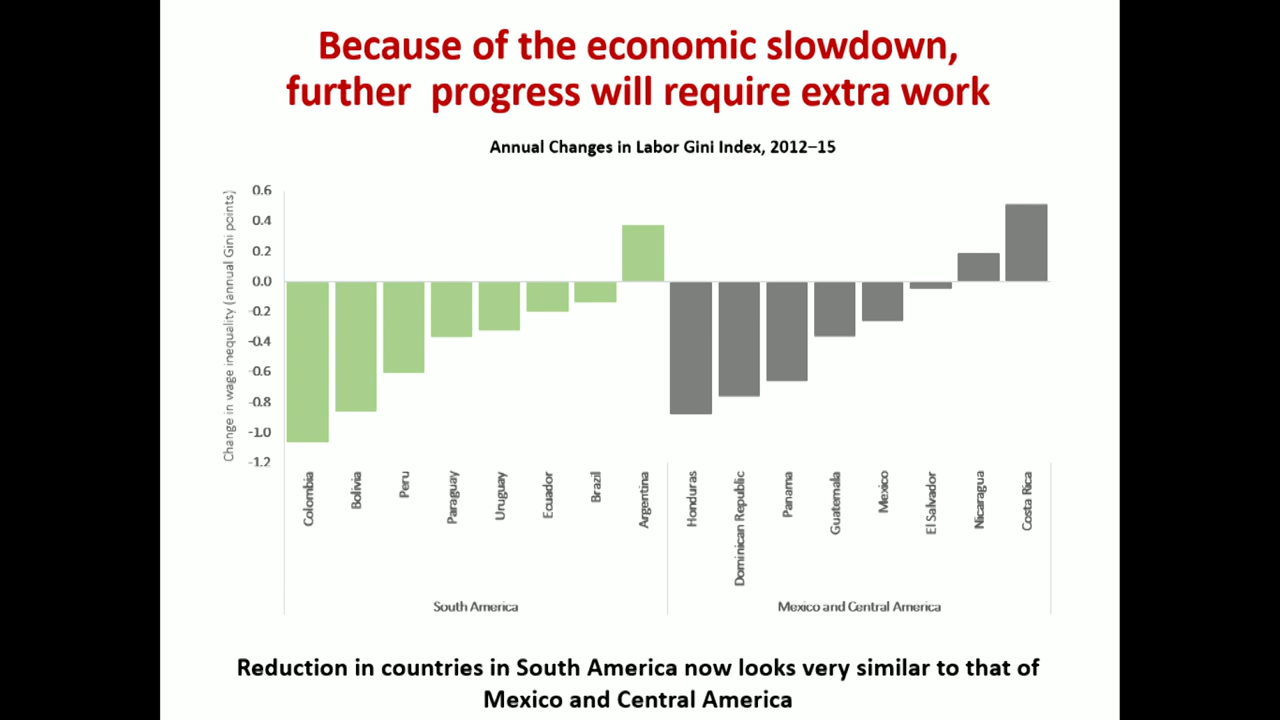 Because of the economic slowdown,
further progress will require extra work
Annual Changes in Labor Gini Index, 2012–15
Change in wage inequality (annual Gini points)
0.6
0.4
0.2
0.0
-0.2
-0.4
-0.6
-0.8
-1.0
-1.2
Colombia
Bolivia
Peru
Paraguay
Uruguay
Ecuador
Brazil
Argentina
Honduras
Dominican Republic
Panama
Guatemala
Mexico
El Salvador
Nicaragua
Costa Rica
South America
Mexico and Central America
Reduction in countries in South America now looks very similar to that of
Mexico and Central America